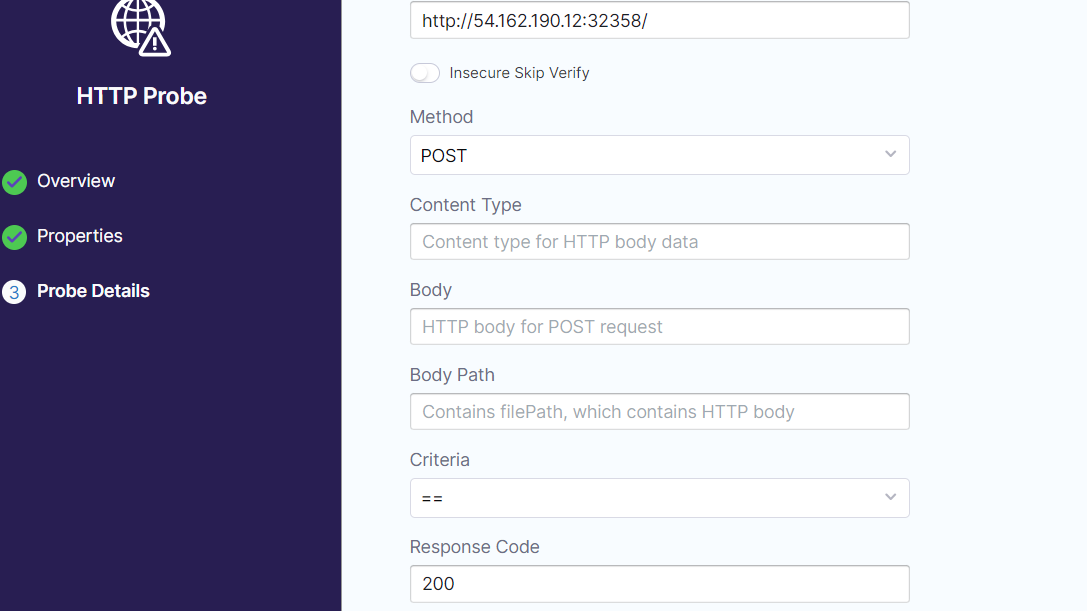 HTTP Probe
Overview
Properties
3 Probe Details
http://54.162.190.12:32358/
Insecure Skip Verify
Method
POST
Content Type
Content type for HTTP body data
Body
HTTP body for POST request
Body Path
Contains filePath, which contains HTTP body
Criteria
==
Response Code
200